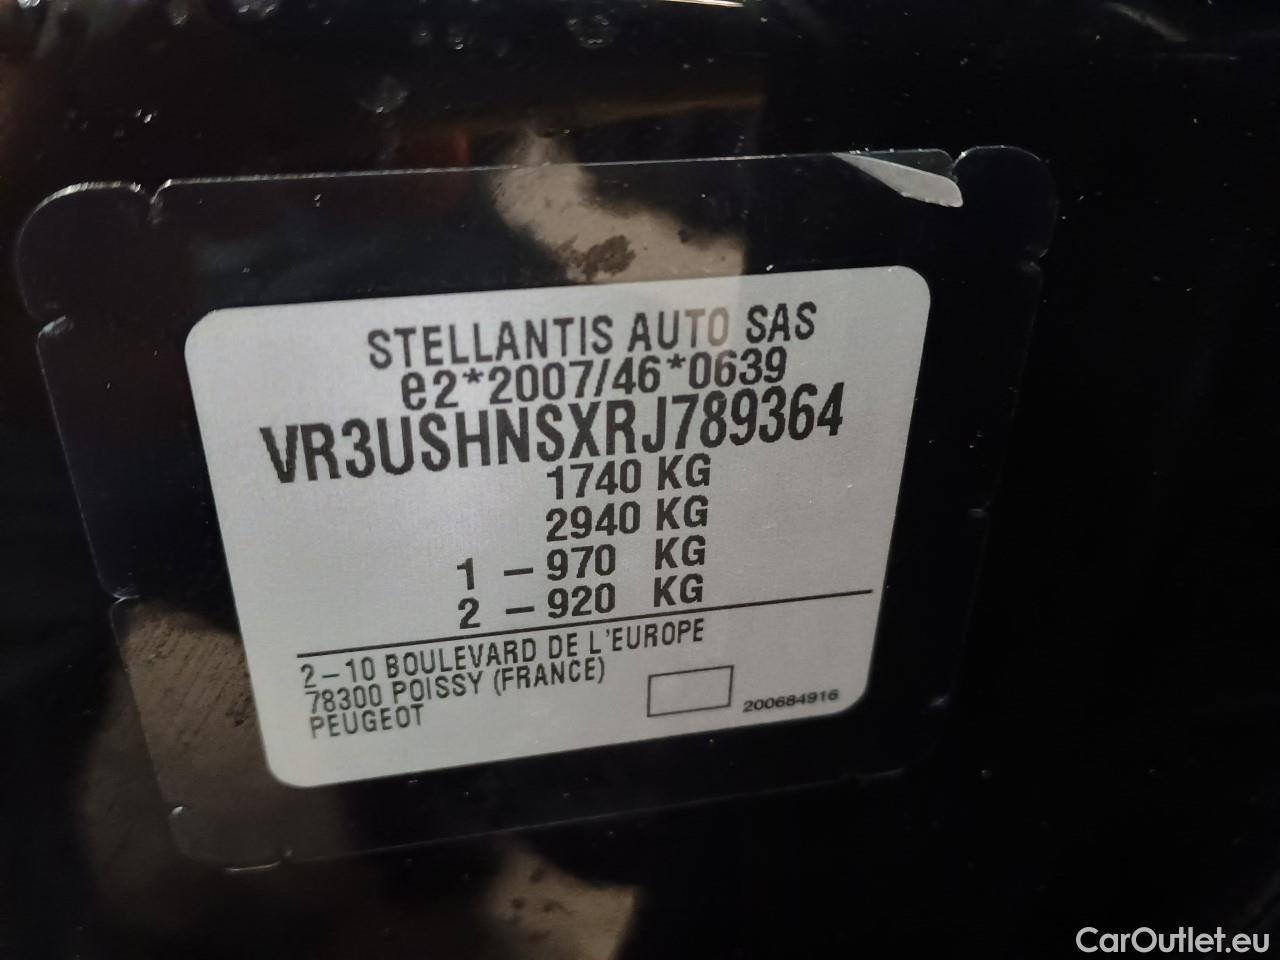 STELLANTIS AUTO SAS
e2*2007/46*0639
VR3USHNSXRJ789364
1740 KG
2940 KG
1 – 970 KG
2 – 920 KG
2–10 BOULEVARD DE L'EUROPE
78300 POISSY (FRANCE)
PEUGEOT
200684916
CarOutlet.eu